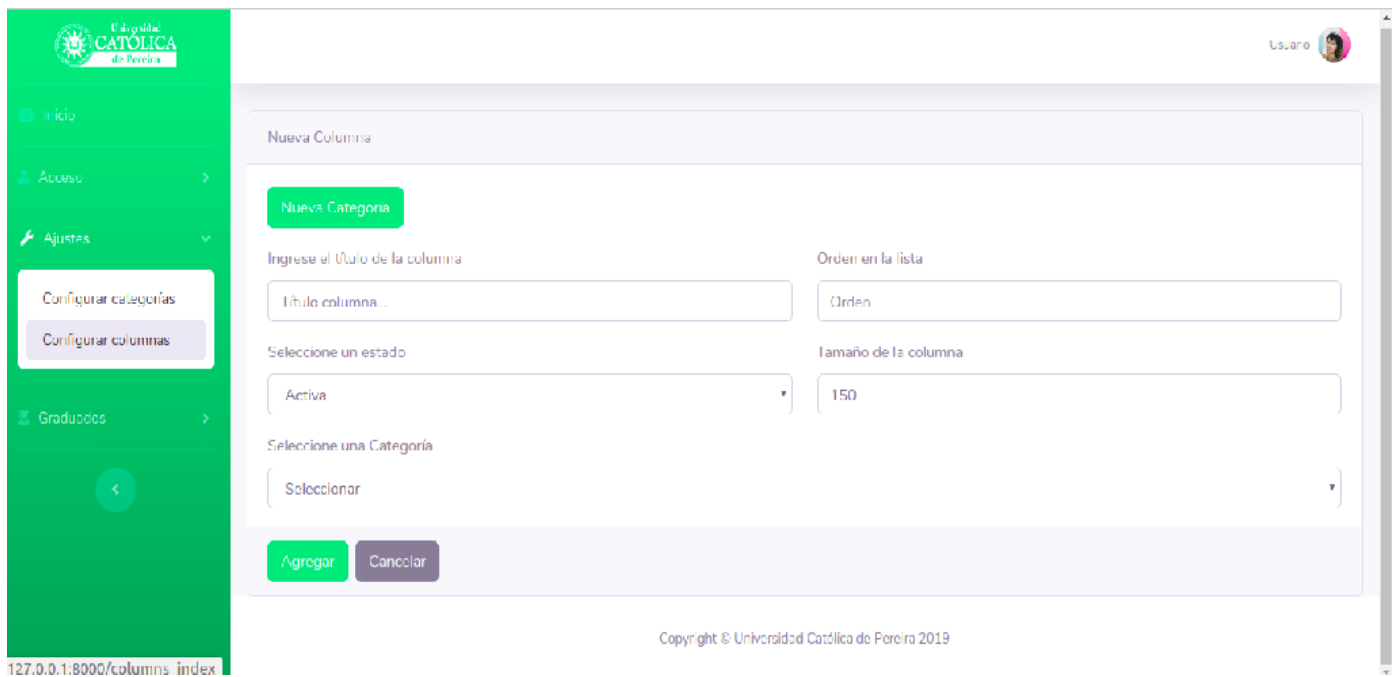 Universidad
CATÓLICA
de Pereira
Usuario
Inicio
Acceso
Ajustes
Configurar categorías
Configurar columnas
Graduados
Nueva Columna
Nueva Categoria
Ingrese el título de la columna
Orden en la lista
Título columna...
Orden
Seleccione un estado
Tamaño de la columna
Activa
150
Seleccione una Categoría
Seleccionar
Agregar
Cancelar
Copyright © Universidad Católica de Pereira 2019
127.0.0.1:8000/columns_index